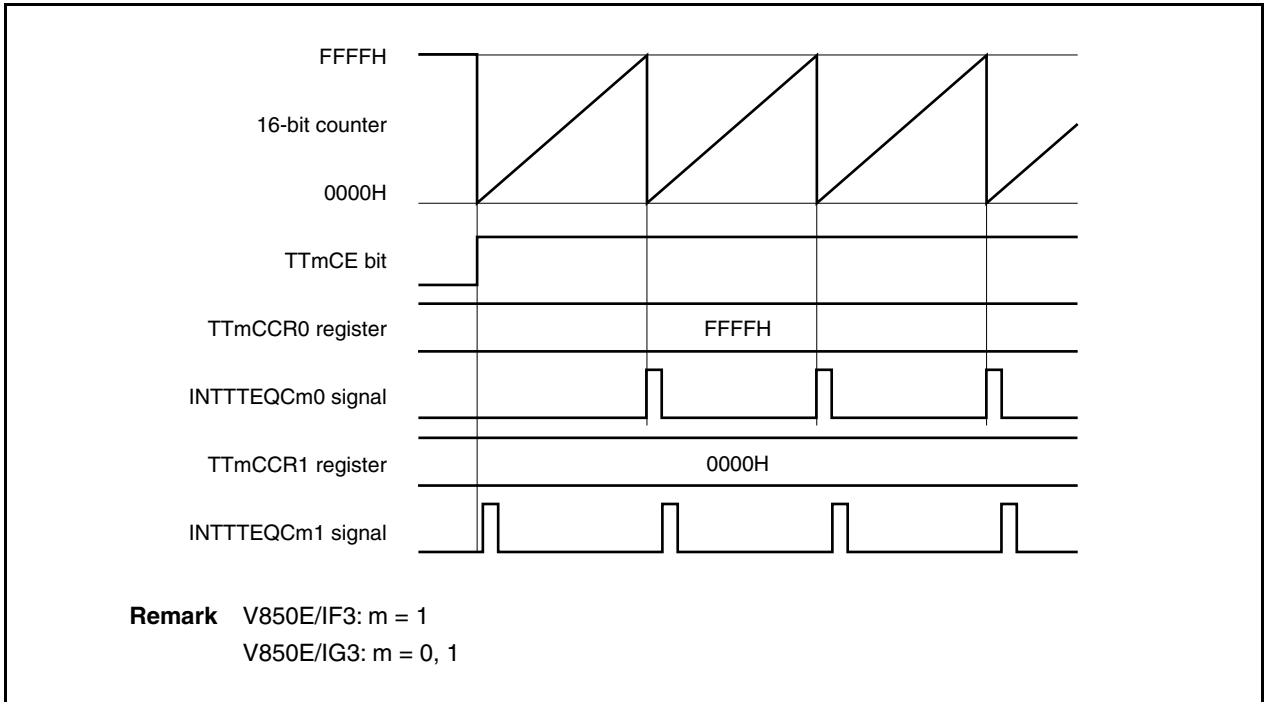 FFFFH
16-bit counter
0000H
TTmCE bit
TTmCCR0 register
FFFFH
INTTTEQCm0 signal
TTmCCR1 register
0000H
INTTTEQCm1 signal
Remark V850E/IF3: m = 1
V850E/IG3: m = 0, 1